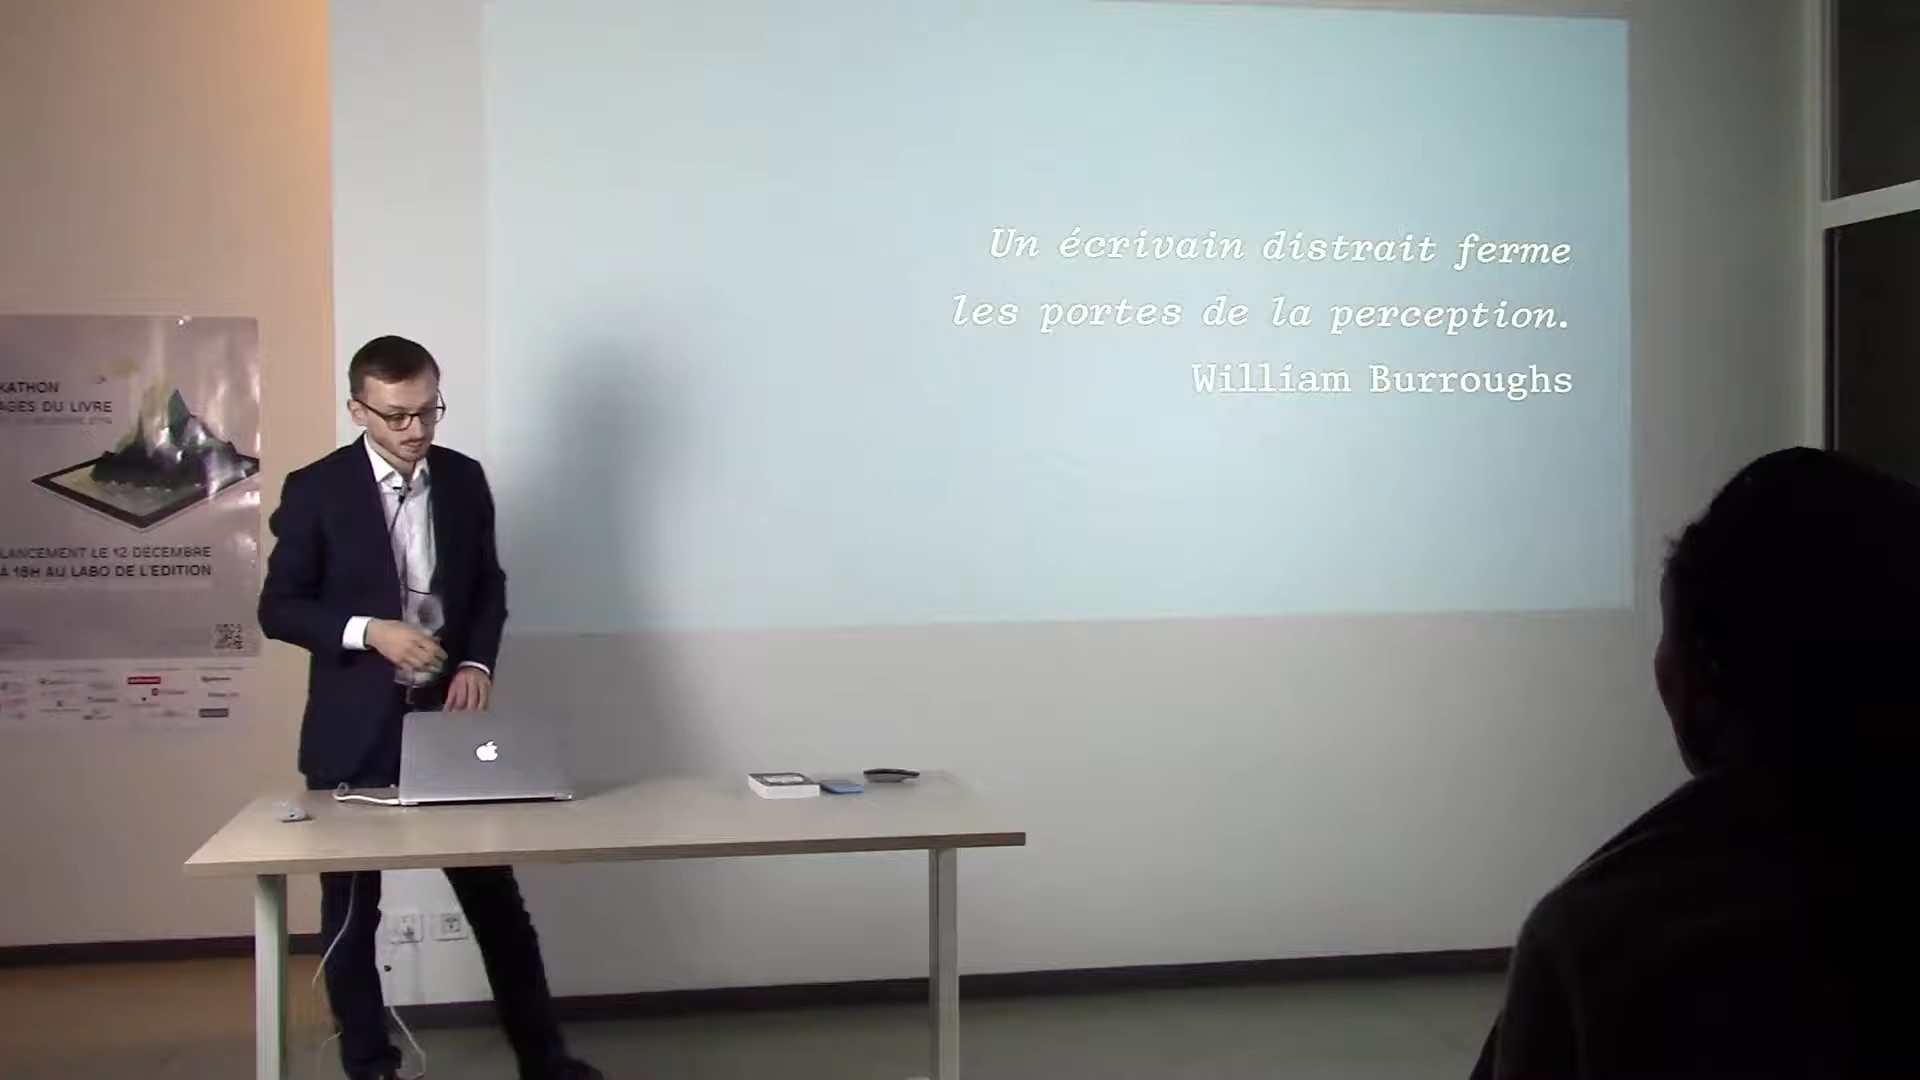 Un écrivain distrait ferme
les portes de la perception.
William Burroughs
KATHON
AGES DU LIVRE
LANCEMENT LE 12 DECEMBRE
À 18H AU LABO DE L'EDITION